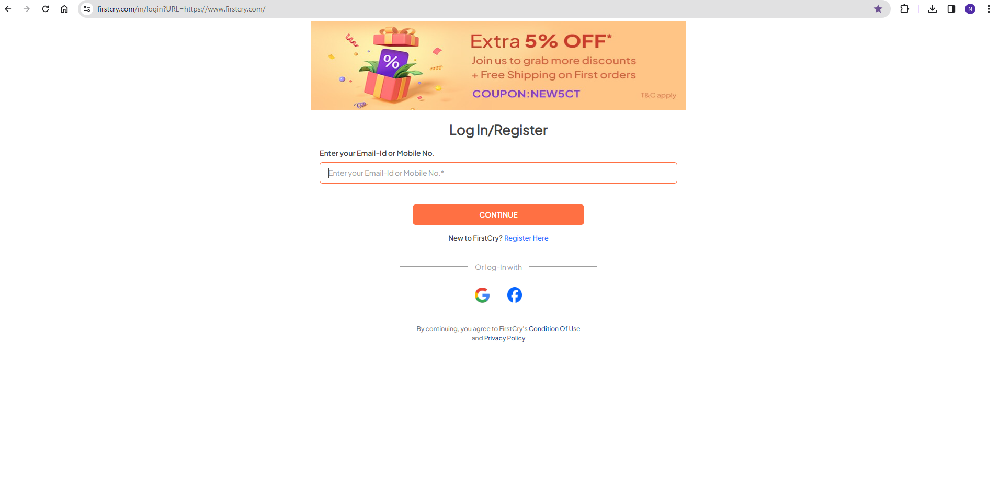 firstcry.com/m/login?URL=https://www.firstcry.com/
N
%
Extra 5% OFF*
Join us to grab more discounts
+ Free Shipping on First orders
COUPON:NEW5CT
T&C apply
Log In/Register
Enter your Email-Id or Mobile No.
Enter your Email-Id or Mobile No.*
CONTINUE
New to FirstCry? Register Here
Or log-In with
By continuing, you agree to FirstCry's Condition Of Use
and Privacy Policy